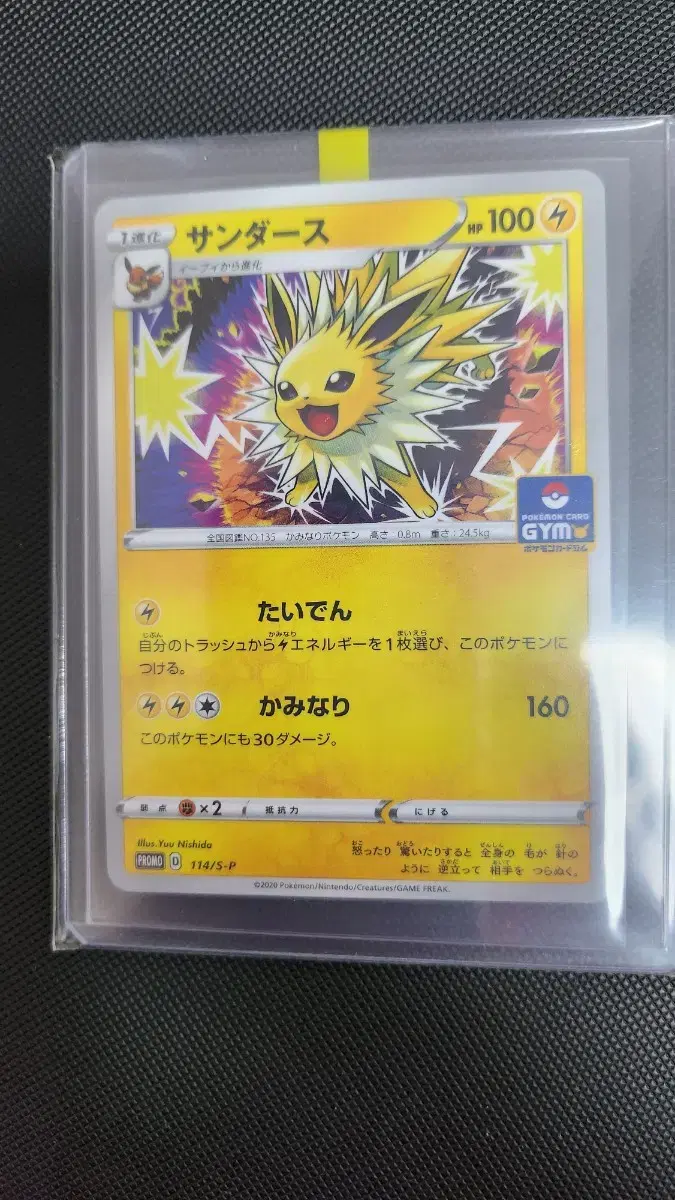 1進化 サンダース HP 100
イーブイから進化
POKÉMON CARD
GYM
ポケモンカードジム
全国図鑑NO.135 かみなりポケモン 高さ:0.8m 重さ:24.5kg
たいでん
自分のトラッシュからエネルギーを1枚選び、このポケモンに
つける。
かみなり 160
このポケモンにも30ダメージ。
弱点 ×2 抵抗力 にげる
Illus.Yuu Nishida
怒ったり 驚いたりすると 全身の 毛が 針の
ように 逆立って 相手を つらぬく。
PROMO D 114/S-P
©2020 Pokémon/Nintendo/Creatures/GAME FREAK.